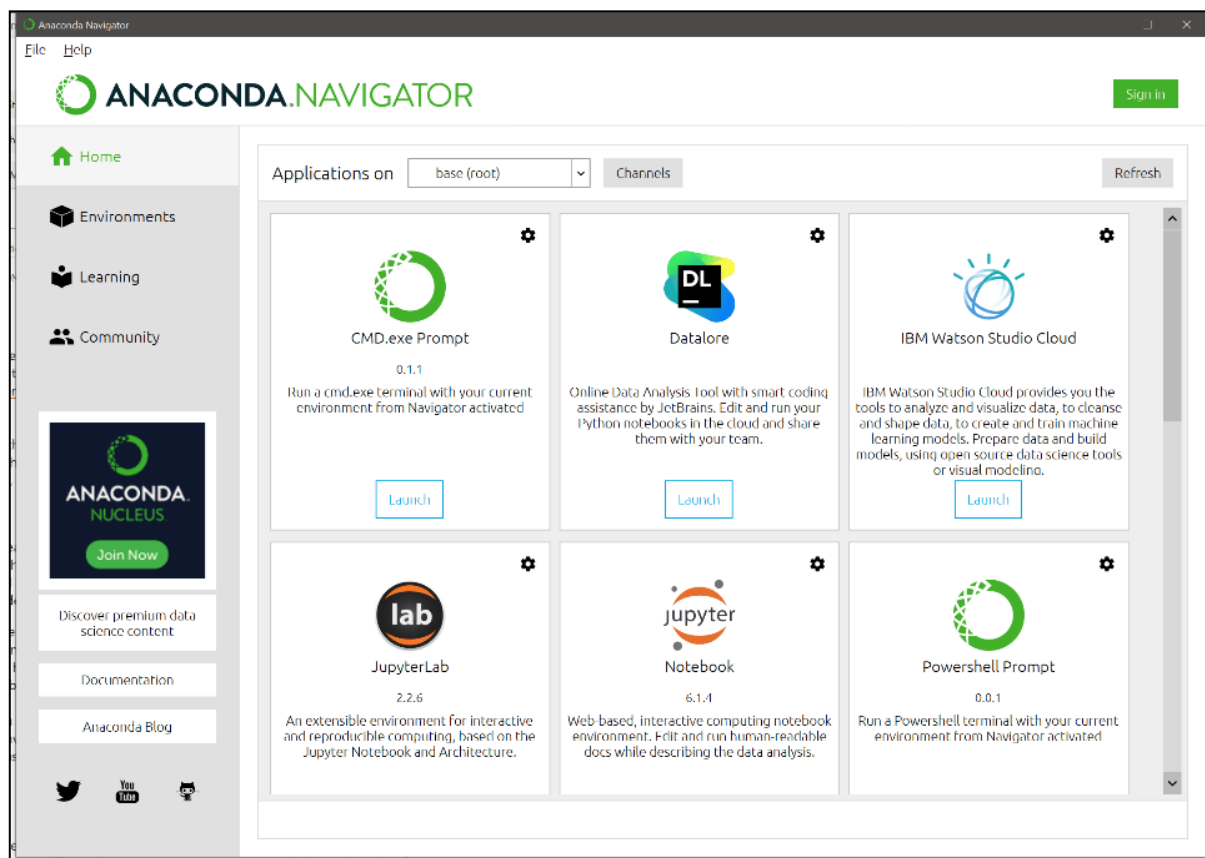 Anaconda Navigator
File Help
ANACONDA.NAVIGATOR
Sign in
Home
Environments
Learning
Community
ANACONDA.
NUCLEUS
Join Now
Discover premium data
science content
Documentation
Anaconda Blog
You
Tube
Applications on base (root) Channels Refresh
CMD.exe Prompt
0.1.1
Run a cmd.exe terminal with your current
environment from Navigator activated
Launch
DL
Datalore
Online Data Analysis Tool with smart coding
assistance by JetBrains. Edit and run your
Python notebooks in the cloud and share
them with your team.
Launch
IBM Watson Studio Cloud
IBM Watson Studio Cloud provides you the
tools to analyze and visualize data, to cleanse
and shape data, to create and train machine
learning models. Prepare data and build
models, using open source data science tools
or visual modeling.
Launch
lab
JupyterLab
2.2.6
An extensible environment for interactive
and reproducible computing, based on the
Jupyter Notebook and Architecture.
jupyter
Notebook
6.1.4
Web-based, interactive computing notebook
environment. Edit and run human-readable
docs while describing the data analysis.
Powershell Prompt
0.0.1
Run a Powershell terminal with your current
environment from Navigator activated